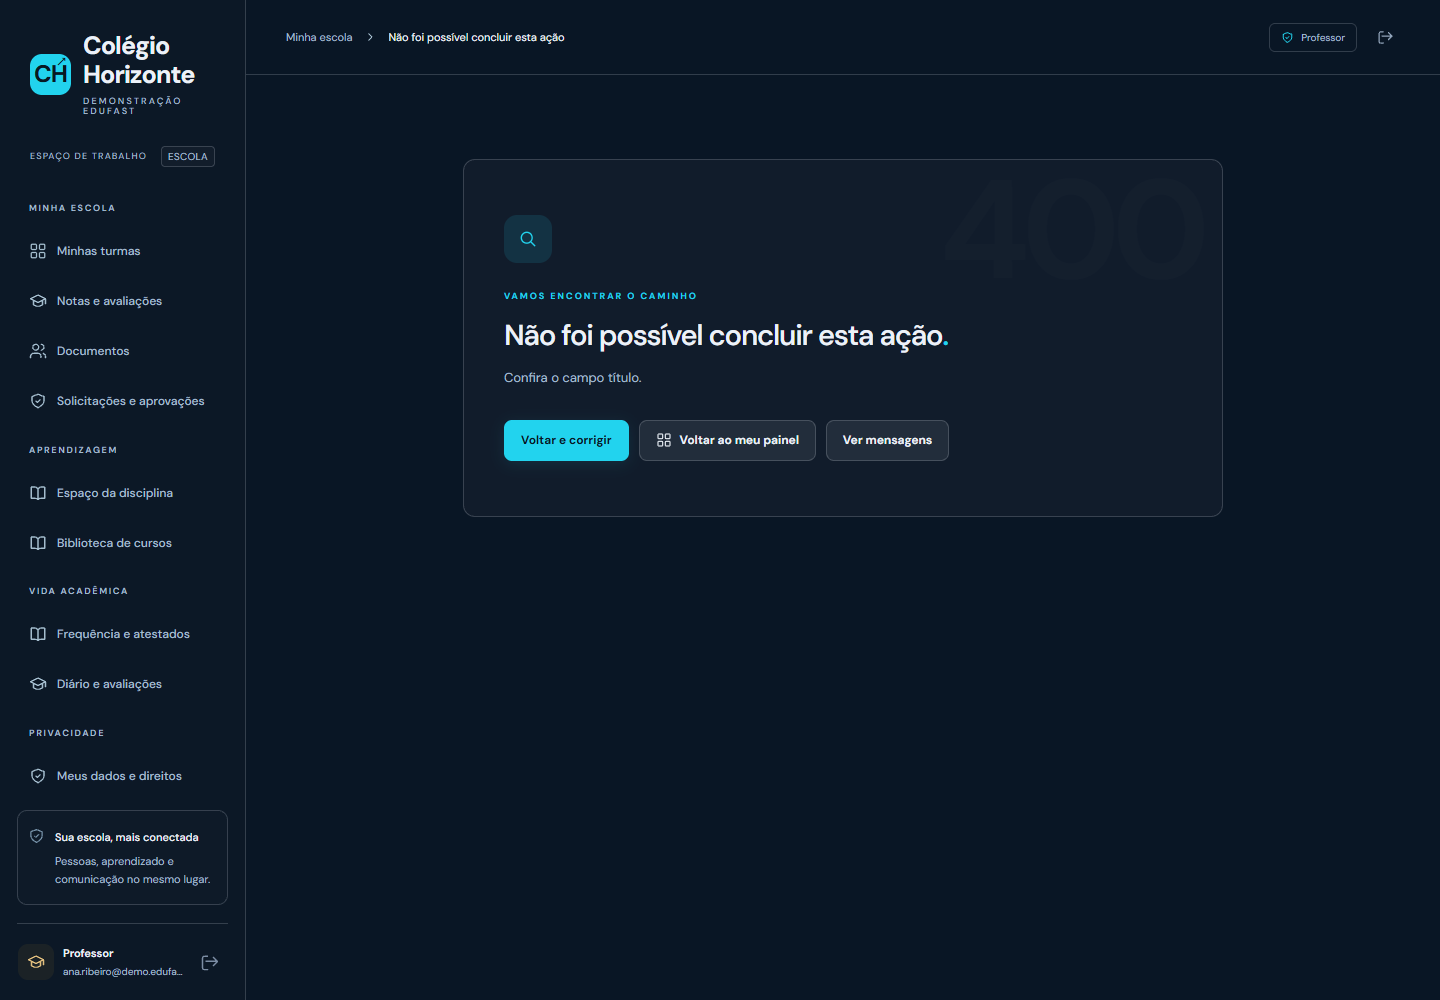 CH
Colégio
Horizonte
DEMONSTRAÇÃO
EDUFAST
ESPAÇO DE TRABALHO
ESCOLA
MINHA ESCOLA
Minhas turmas
Notas e avaliações
Documentos
Solicitações e aprovações
APRENDIZAGEM
Espaço da disciplina
Biblioteca de cursos
VIDA ACADÊMICA
Frequência e atestados
Diário e avaliações
PRIVACIDADE
Meus dados e direitos
Sua escola, mais conectada
Pessoas, aprendizado e
comunicação no mesmo lugar.
Professor
ana.ribeiro@demo.edufa...
Minha escola > Não foi possível concluir esta ação
Professor
400
VAMOS ENCONTRAR O CAMINHO
Não foi possível concluir esta ação.
Confira o campo título.
Voltar e corrigir
Voltar ao meu painel
Ver mensagens